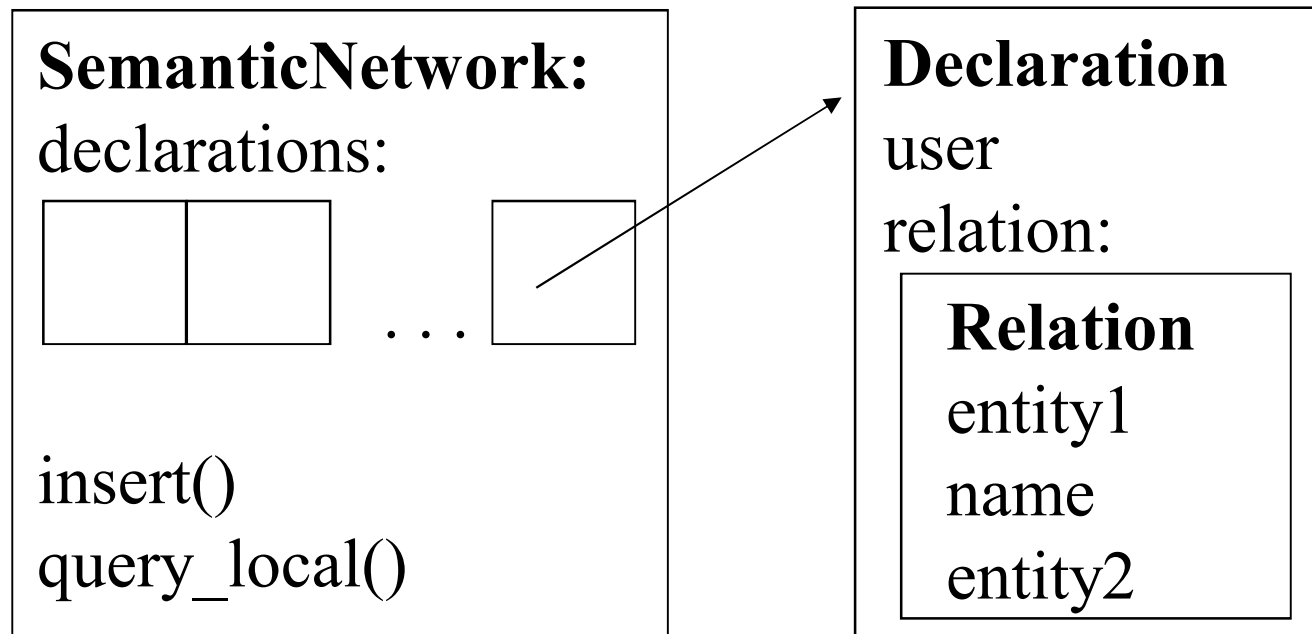 SemanticNetwork:
declarations:
. . .
insert()
query_local()
Declaration
user
relation:
Relation
entity1
name
entity2